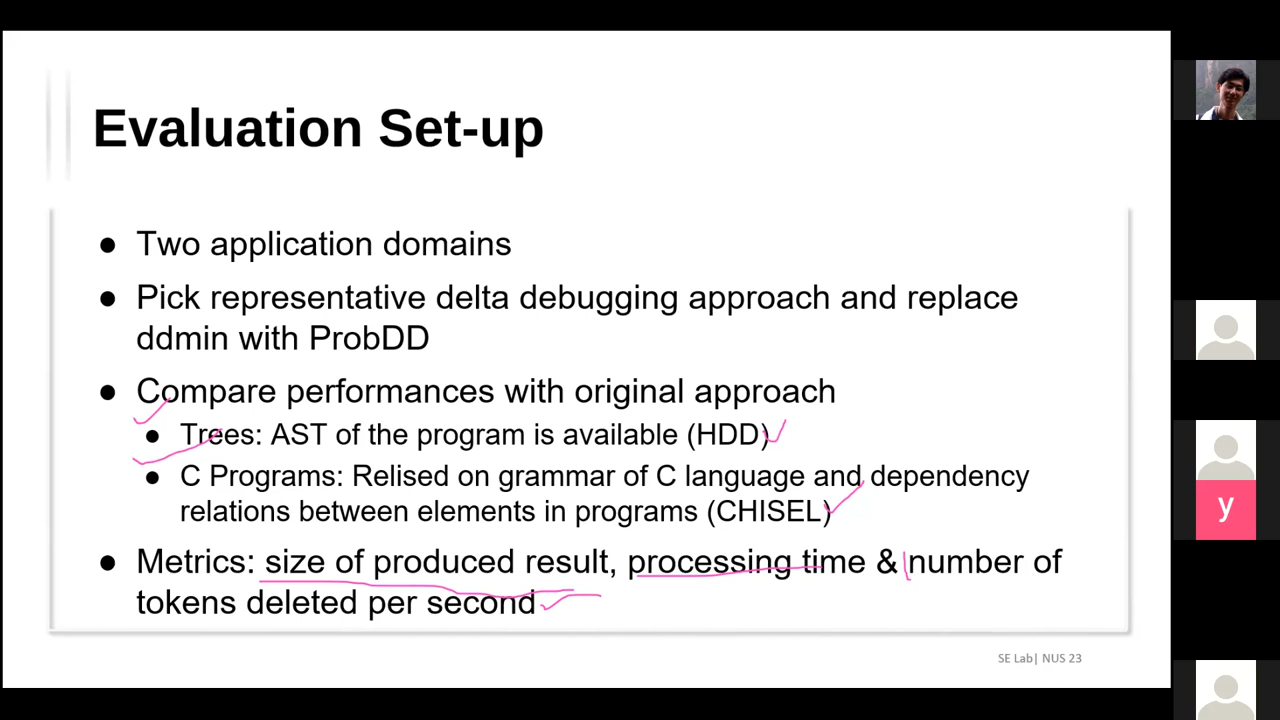 Evaluation Set-up
● Two application domains
● Pick representative delta debugging approach and replace
ddmin with ProbDD
● Compare performances with original approach
● Trees: AST of the program is available (HDD)
● C Programs: Relised on grammar of C language and dependency
relations between elements in programs (CHISEL)
● Metrics: size of produced result, processing time & number of
tokens deleted per second
SE Lab| NUS 23
y